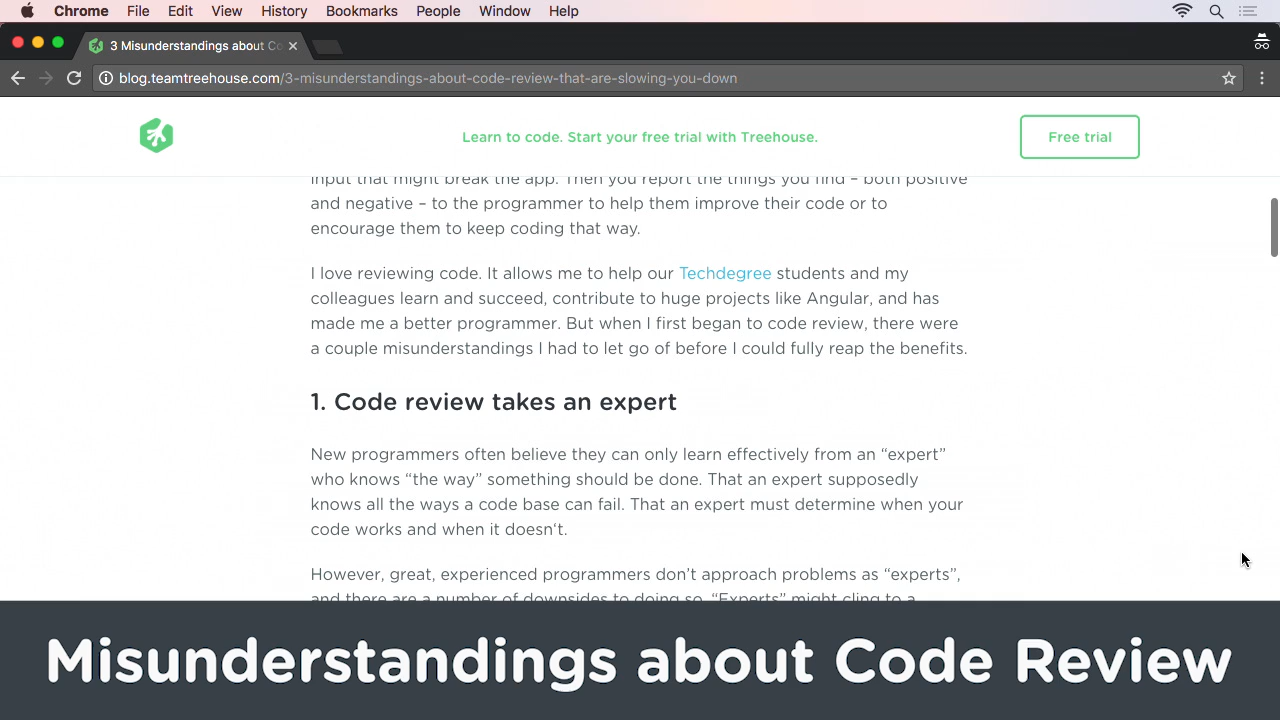 Chrome File Edit View History Bookmarks People Window Help
3 Misunderstandings about Co
blog.teamtreehouse.com/3-misunderstandings-about-code-review-that-are-slowing-you-down
Learn to code. Start your free trial with Treehouse.
Free trial
input that might break the app. Then you report the things you find – both positive
and negative – to the programmer to help them improve their code or to
encourage them to keep coding that way.
I love reviewing code. It allows me to help our Techdegree students and my
colleagues learn and succeed, contribute to huge projects like Angular, and has
made me a better programmer. But when I first began to code review, there were
a couple misunderstandings I had to let go of before I could fully reap the benefits.
1. Code review takes an expert
New programmers often believe they can only learn effectively from an “expert”
who knows “the way” something should be done. That an expert supposedly
knows all the ways a code base can fail. That an expert must determine when your
code works and when it doesn‘t.
However, great, experienced programmers don’t approach problems as “experts”,
and there are a number of downsides to doing so. “Experts” might cling to a
Misunderstandings about Code Review